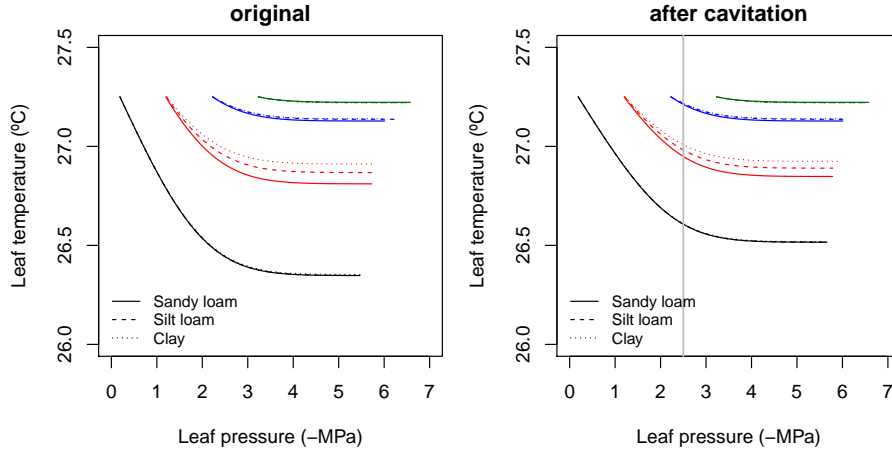 original
27.5
27.0
26.5
26.0
Leaf temperature (ºC)
Sandy loam
Silt loam
Clay
0 1 2 3 4 5 6 7
Leaf pressure (−MPa)
after cavitation
27.5
27.0
26.5
26.0
Leaf temperature (ºC)
Sandy loam
Silt loam
Clay
0 1 2 3 4 5 6 7
Leaf pressure (−MPa)